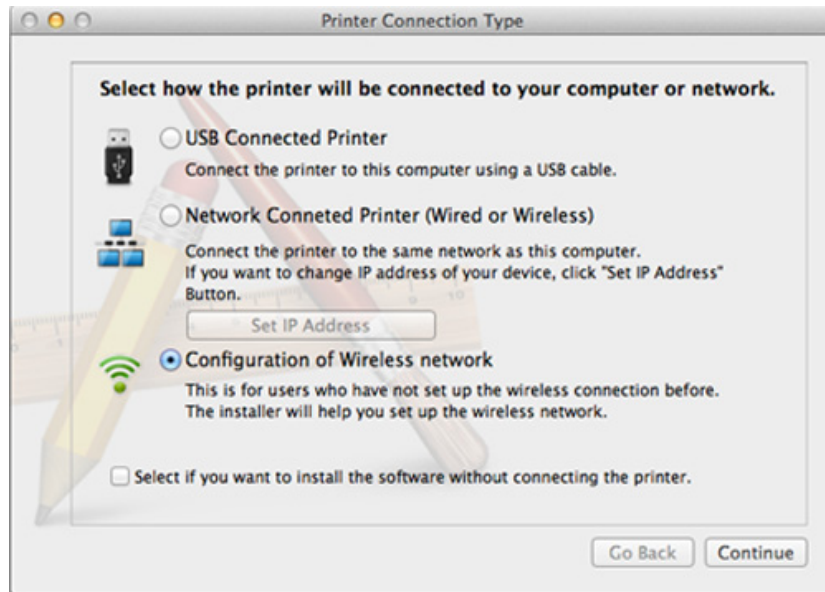 Printer Connection Type
Select how the printer will be connected to your computer or network.
USB Connected Printer
Connect the printer to this computer using a USB cable.
Network Conneted Printer (Wired or Wireless)
Connect the printer to the same network as this computer.
If you want to change IP address of your device, click "Set IP Address"
Button.
Set IP Address
Configuration of Wireless network
This is for users who have not set up the wireless connection before.
The installer will help you set up the wireless network.
Select if you want to install the software without connecting the printer.
Go Back
Continue